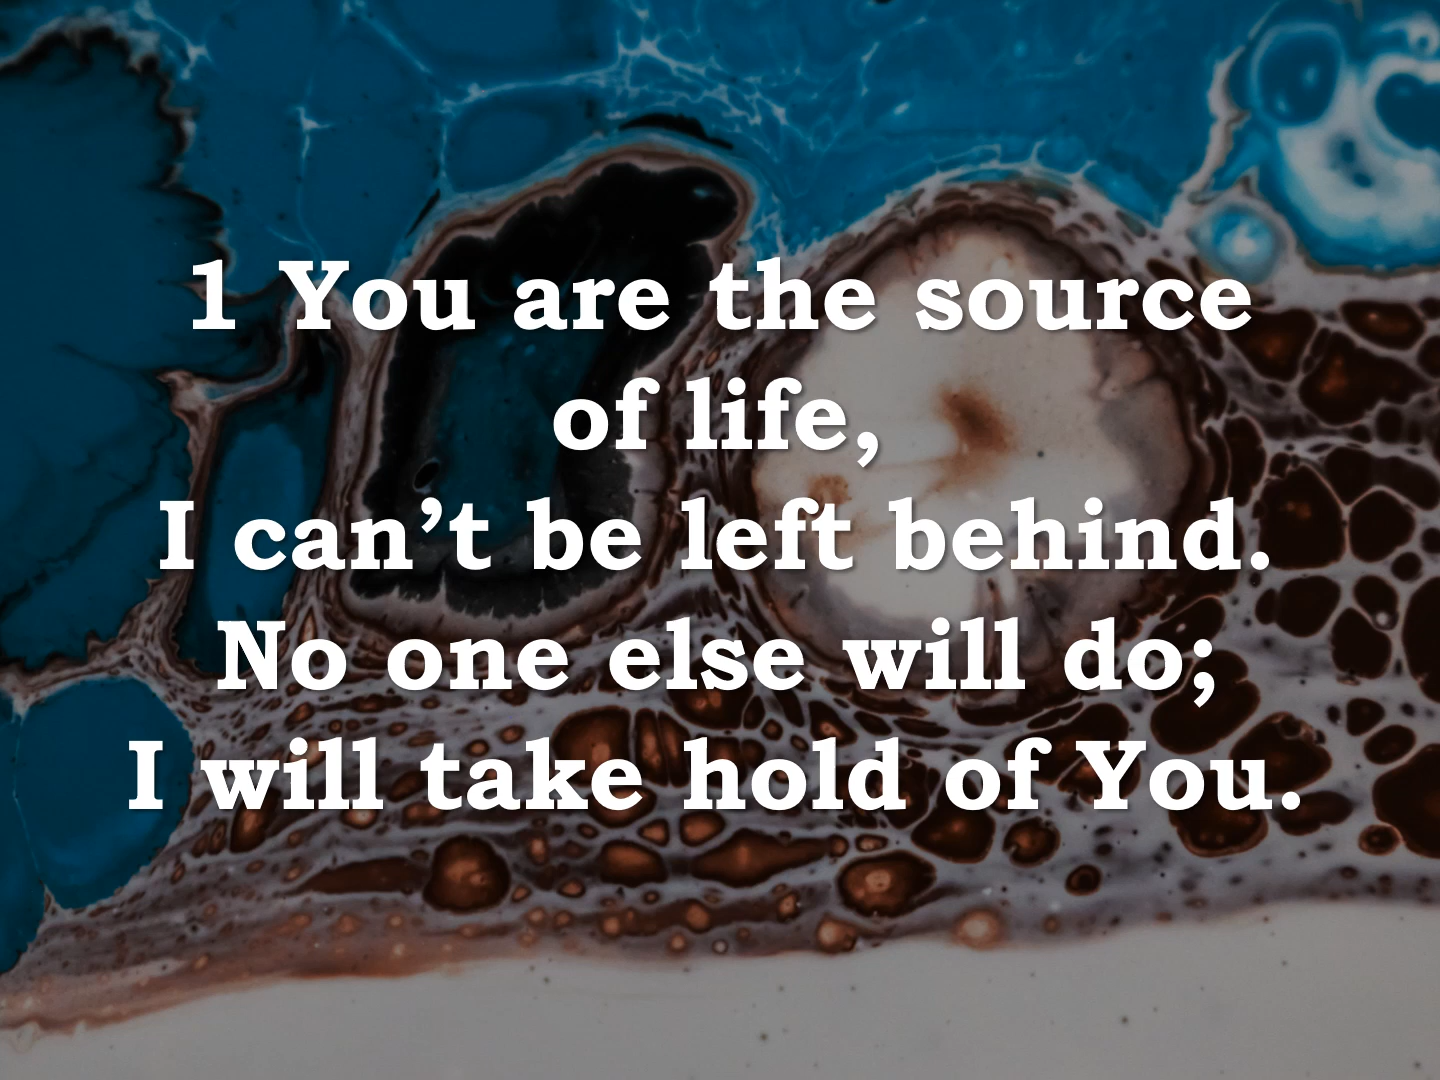 1 You are the source
of life,
I can’t be left behind.
No one else will do;
I will take hold of You.